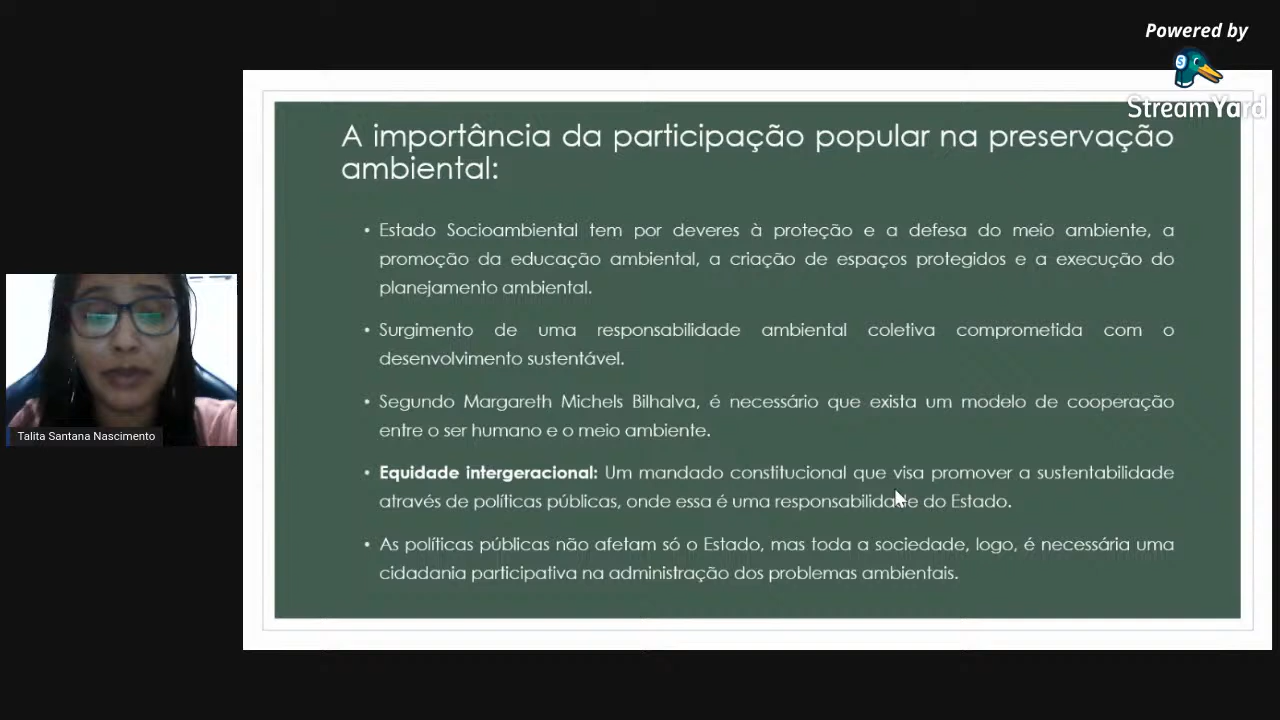 Powered by
StreamYard
A importância da participação popular na preservação
ambiental:
• Estado Socioambiental tem por deveres à proteção e a defesa do meio ambiente, a
promoção da educação ambiental, a criação de espaços protegidos e a execução do
planejamento ambiental.
• Surgimento de uma responsabilidade ambiental coletiva comprometida com o
desenvolvimento sustentável.
• Segundo Margareth Michels Bilhalva, é necessário que exista um modelo de cooperação
entre o ser humano e o meio ambiente.
• Equidade intergeracional: Um mandado constitucional que visa promover a sustentabilidade
através de políticas públicas, onde essa é uma responsabilidade do Estado.
• As políticas públicas não afetam só o Estado, mas toda a sociedade, logo, é necessária uma
cidadania participativa na administração dos problemas ambientais.
Talita Santana Nascimento